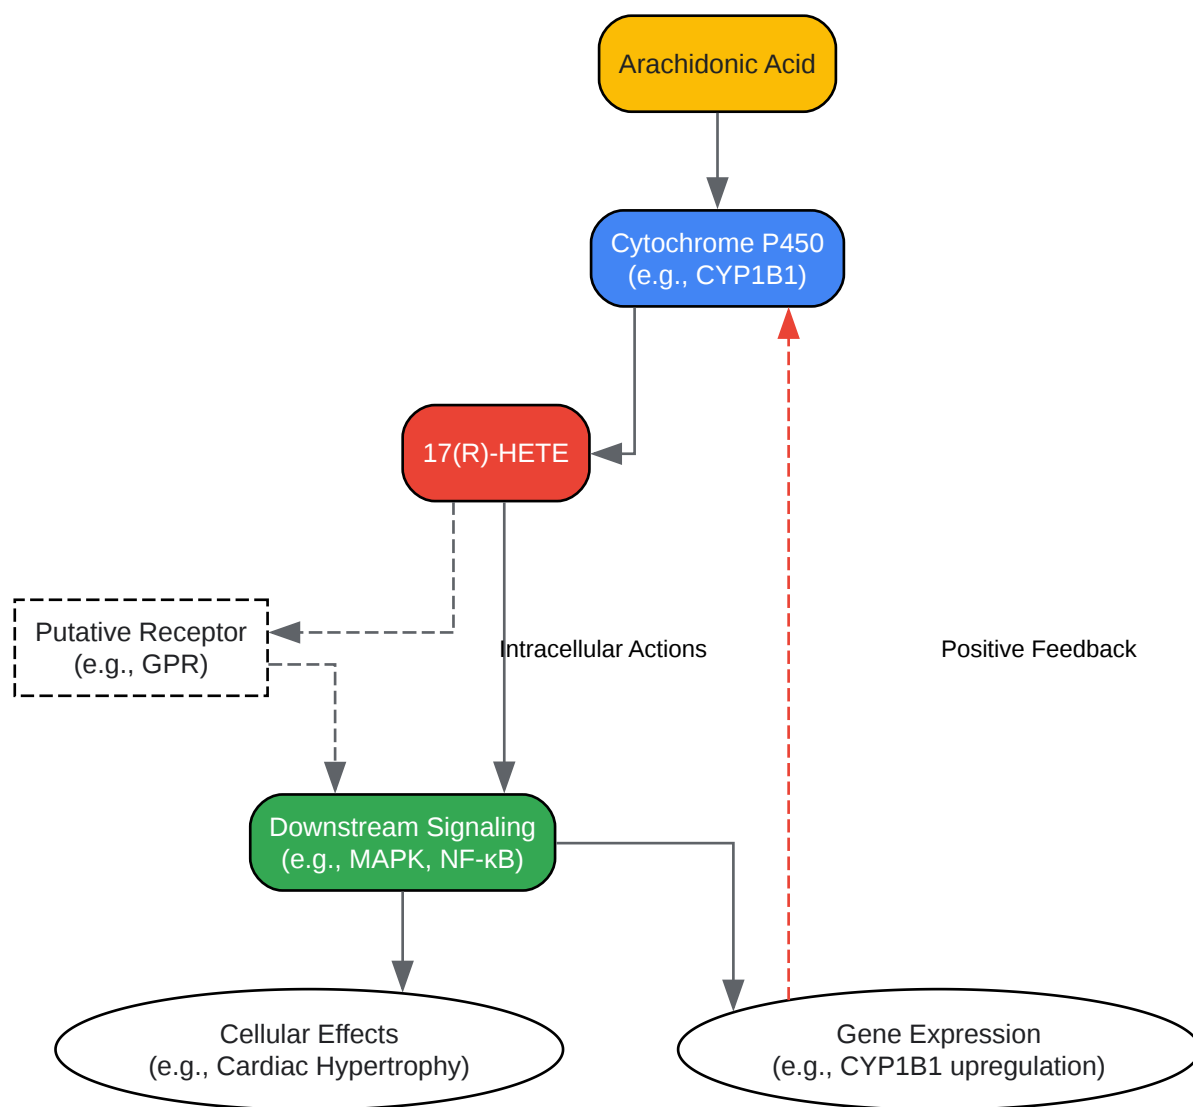 Arachidonic Acid
Cytochrome P450
(e.g., CYP1B1)
17(R)-HETE
Putative Receptor
(e.g., GPR)
Intracellular Actions
Positive Feedback
Downstream Signaling
(e.g., MAPK, NF-κB)
Cellular Effects
(e.g., Cardiac Hypertrophy)
Gene Expression
(e.g., CYP1B1 upregulation)